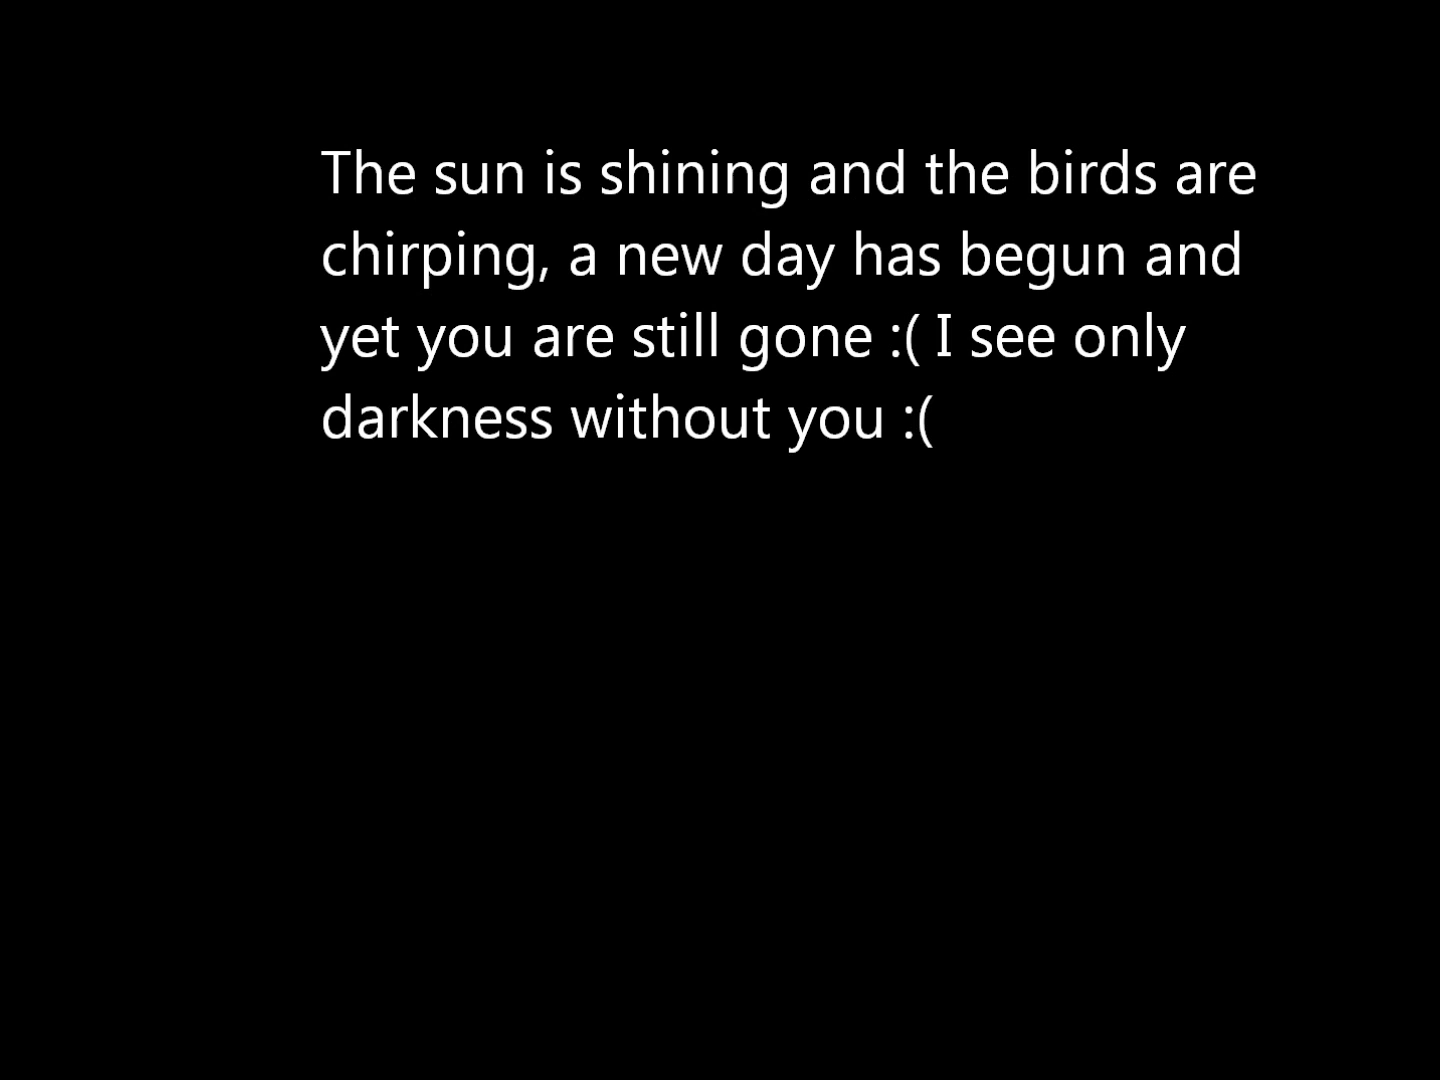 The sun is shining and the birds are
chirping, a new day has begun and
yet you are still gone :( I see only
darkness without you :(